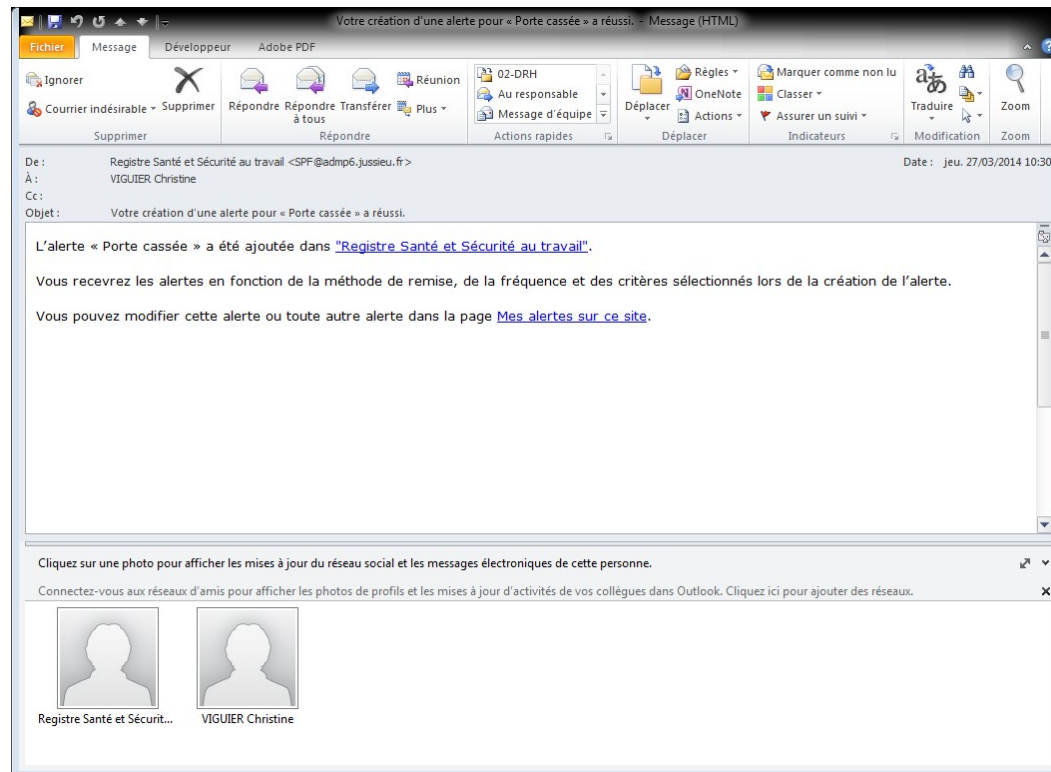 Votre création d'une alerte pour « Porte cassée » a réussi. - Message (HTML)
Fichier Message Développeur Adobe PDF
Ignorer
Courrier indésirable
Supprimer
Supprimer
Répondre
Répondre à tous
Transférer
Réunion
Plus
Répondre
02-DRH
Au responsable
Message d'équipe
Actions rapides
Déplacer
Règles
OneNote
Actions
Déplacer
Marquer comme non lu
Classer
Assurer un suivi
Indicateurs
Traduire
Modification
Zoom
Zoom
De : Registre Santé et Sécurité au travail <SPF@admp6.jussieu.fr> Date : jeu. 27/03/2014 10:30
À : VIGUIER Christine
Cc :
Objet : Votre création d'une alerte pour « Porte cassée » a réussi.
L'alerte « Porte cassée » a été ajoutée dans "Registre Santé et Sécurité au travail".
Vous recevrez les alertes en fonction de la méthode de remise, de la fréquence et des critères sélectionnés lors de la création de l'alerte.
Vous pouvez modifier cette alerte ou toute autre alerte dans la page Mes alertes sur ce site.
Cliquez sur une photo pour afficher les mises à jour du réseau social et les messages électroniques de cette personne.
Connectez-vous aux réseaux d'amis pour afficher les photos de profils et les mises à jour d'activités de vos collègues dans Outlook. Cliquez ici pour ajouter des réseaux.
Registre Santé et Sécurit... VIGUIER Christine